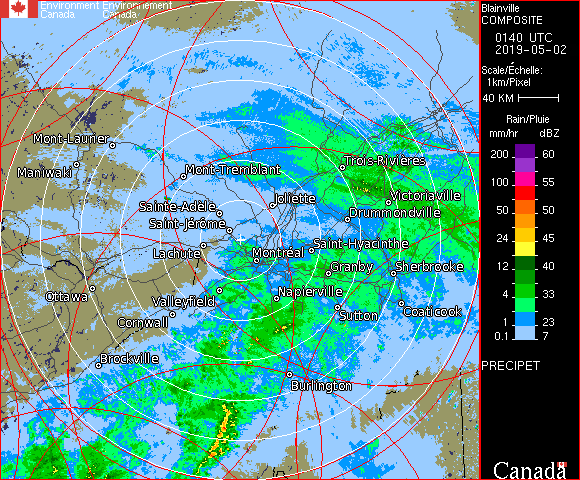 Environment Environnement
Canada Canada
Blainville
COMPOSITE
0140 UTC
2019-05-02
Scale/Échelle:
1km/Pixel
40 KM
Rain/Pluie
mm/hr dBZ
200 60
100 55
50 50
24 45
12 40
4 33
1 23
0.1 7
PRECIPET
Mont-Laurier
Maniwaki
Mont-Tremblant
Trois-Rivières
Sainte-Adele
Joliette
Victoriaville
Saint-Jérôme
Drummondville
Lachute
Montréal
Saint-Hyacinthe
Granby
Sherbrooke
Ottawa
Valleyfield
Napierville
Cornwall
Sutton
Coaticook
Brockville
Burlington
Canada